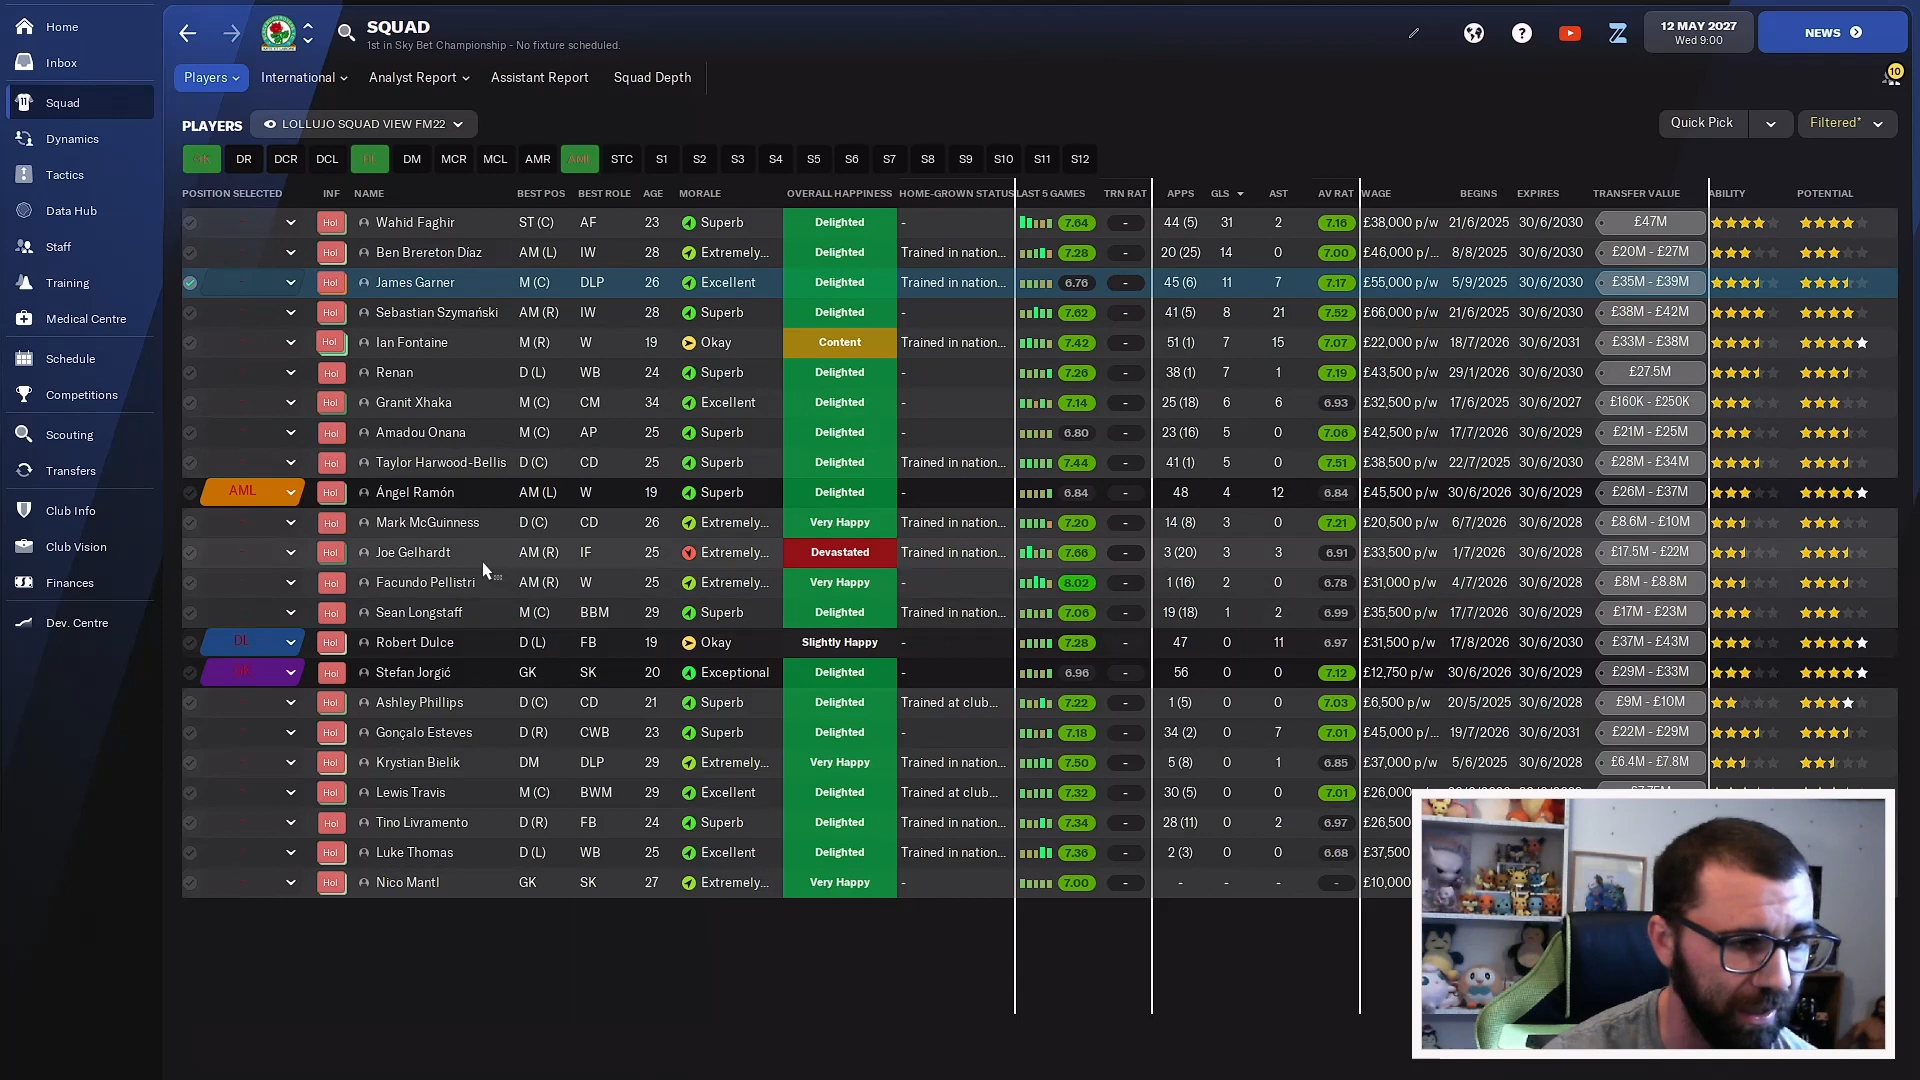 Home
Inbox
Squad
Dynamics
Tactics
Data Hub
Staff
Training
Medical Centre
Schedule
Competitions
Scouting
Transfers
Club Info
Club Vision
Finances
Dev. Centre
SQUAD
1st in Sky Bet Championship - No fixture scheduled.
12 MAY 2027
Wed 9:00
NEWS
Players International Analyst Report Assistant Report Squad Depth
10
PLAYERS LOLLUJO SQUAD VIEW FM22 Quick Pick Filtered*
DR DCR DCL DL DM MCR MCL AMR AML STC S1 S2 S3 S4 S5 S6 S7 S8 S9 S10 S11 S12
POSITION SELECTED INF NAME BEST POS BEST ROLE AGE MORALE OVERALL HAPPINESS HOME-GROWN STATUS LAST 5 GAMES TRN RAT APPS GLS AST AV RAT WAGE BEGINS EXPIRES TRANSFER VALUE ABILITY POTENTIAL
Hol Wahid Faghir ST (C) AF 23 Superb Delighted - 7.64 - 44 (5) 31 2 7.16 £38,000 p/w 21/6/2025 30/6/2030 £47M
Hol Ben Brereton Díaz AM (L) IW 28 Extremely... Delighted Trained in nation... 7.28 - 20 (25) 14 0 7.00 £46,000 p/... 8/8/2025 30/6/2030 £20M - £27M
Hol James Garner M (C) DLP 26 Excellent Delighted Trained in nation... 6.76 - 45 (6) 11 7 7.17 £55,000 p/w 5/9/2025 30/6/2030 £35M - £39M
Hol Sebastian Szymański AM (R) IW 28 Superb Delighted - 7.62 - 41 (5) 8 21 7.52 £66,000 p/w 21/6/2025 30/6/2030 £38M - £42M
Hol Ian Fontaine M (R) W 19 Okay Content Trained in nation... 7.42 - 51 (1) 7 15 7.07 £22,000 p/w 18/7/2026 30/6/2031 £33M - £38M
Hol Renan D (L) WB 24 Superb Delighted - 7.26 - 38 (1) 7 1 7.19 £43,500 p/w 29/1/2026 30/6/2030 £27.5M
Hol Granit Xhaka M (C) CM 34 Excellent Delighted - 7.14 - 25 (18) 6 6 6.93 £32,500 p/w 17/6/2025 30/6/2027 £160K - £250K
Hol Amadou Onana M (C) AP 25 Superb Delighted - 6.80 - 23 (16) 5 0 7.06 £42,500 p/w 17/7/2026 30/6/2029 £21M - £25M
Hol Taylor Harwood-Bellis D (C) CD 25 Superb Delighted Trained in nation... 7.44 - 41 (1) 5 0 7.51 £38,500 p/w 22/7/2025 30/6/2030 £28M - £34M
AML Hol Ángel Ramón AM (L) W 19 Superb Delighted - 6.84 - 48 4 12 6.84 £45,500 p/w 30/6/2026 30/6/2029 £26M - £37M
Hol Mark McGuinness D (C) CD 26 Extremely... Very Happy Trained in nation... 7.20 - 14 (8) 3 0 7.21 £20,500 p/w 6/7/2026 30/6/2028 £8.6M - £10M
Hol Joe Gelhardt AM (R) IF 25 Extremely... Devastated Trained in nation... 7.66 - 3 (20) 3 3 6.91 £33,500 p/w 1/7/2026 30/6/2028 £17.5M - £22M
Hol Facundo Pellistri AM (R) W 25 Extremely... Very Happy - 8.02 - 1 (16) 2 0 6.78 £31,000 p/w 4/7/2026 30/6/2028 £8M - £8.8M
Hol Sean Longstaff M (C) BBM 29 Superb Delighted Trained in nation... 7.06 - 19 (18) 1 2 6.99 £35,500 p/w 17/7/2026 30/6/2029 £17M - £23M
DL Hol Robert Dulce D (L) FB 19 Okay Slightly Happy - 7.28 - 47 0 11 6.97 £31,500 p/w 17/8/2026 30/6/2029 £37M - £43M
Hol Stefan Jorgić GK SK 20 Exceptional Delighted - 6.96 - 56 0 0 7.12 £12,750 p/w 30/6/2026 30/6/2029 £29M - £33M
Hol Ashley Phillips D (C) CD 21 Superb Delighted Trained at club... 7.22 - 1 (5) 0 0 7.03 £6,500 p/w 20/5/2025 30/6/2028 £9M - £10M
Hol Gonçalo Esteves D (R) CWB 23 Superb Delighted - 7.18 - 34 (2) 0 7 7.01 £45,000 p/... 19/7/2026 30/6/2031 £22M - £29M
Hol Krystian Bielik DM DLP 29 Extremely... Very Happy Trained in nation... 7.50 - 5 (8) 0 1 6.85 £37,000 p/w 5/6/2025 30/6/2028 £6.4M - £7.8M
Hol Lewis Travis M (C) BWM 29 Excellent Delighted Trained at club... 7.32 - 30 (5) 0 0 7.01 £26,000
Hol Tino Livramento D (R) FB 24 Superb Delighted Trained in nation... 7.34 - 28 (11) 0 2 6.97 £26,500
Hol Luke Thomas D (L) WB 25 Excellent Delighted Trained in nation... 7.36 - 2 (3) 0 0 6.68 £37,500
Hol Nico Mantl GK SK 27 Extremely... Very Happy - 7.00 - - - - - £10,000